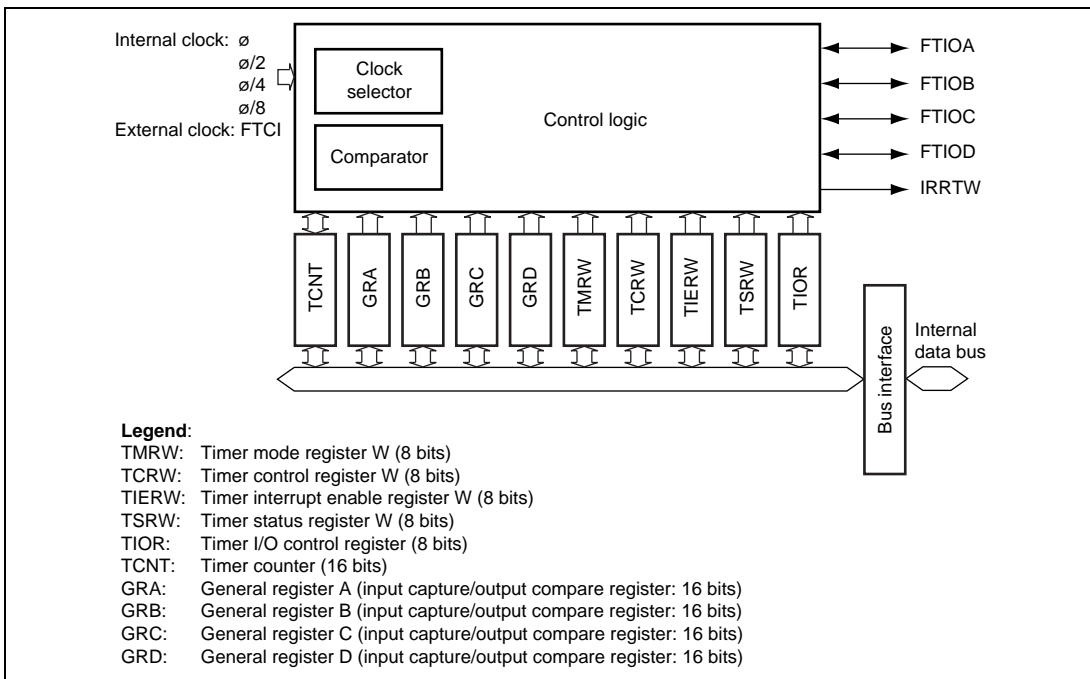 Internal clock: ø
ø/2
ø/4
ø/8
External clock: FTCI
Clock
selector
Comparator
Control logic
FTIOA
FTIOB
FTIOC
FTIOD
IRRTW
TCNT
GRA
GRB
GRC
GRD
TMRW
TCRW
TIERW
TSRW
TIOR
Bus interface
Internal
data bus
Legend:
TMRW: Timer mode register W (8 bits)
TCRW: Timer control register W (8 bits)
TIERW: Timer interrupt enable register W (8 bits)
TSRW: Timer status register W (8 bits)
TIOR: Timer I/O control register (8 bits)
TCNT: Timer counter (16 bits)
GRA: General register A (input capture/output compare register: 16 bits)
GRB: General register B (input capture/output compare register: 16 bits)
GRC: General register C (input capture/output compare register: 16 bits)
GRD: General register D (input capture/output compare register: 16 bits)